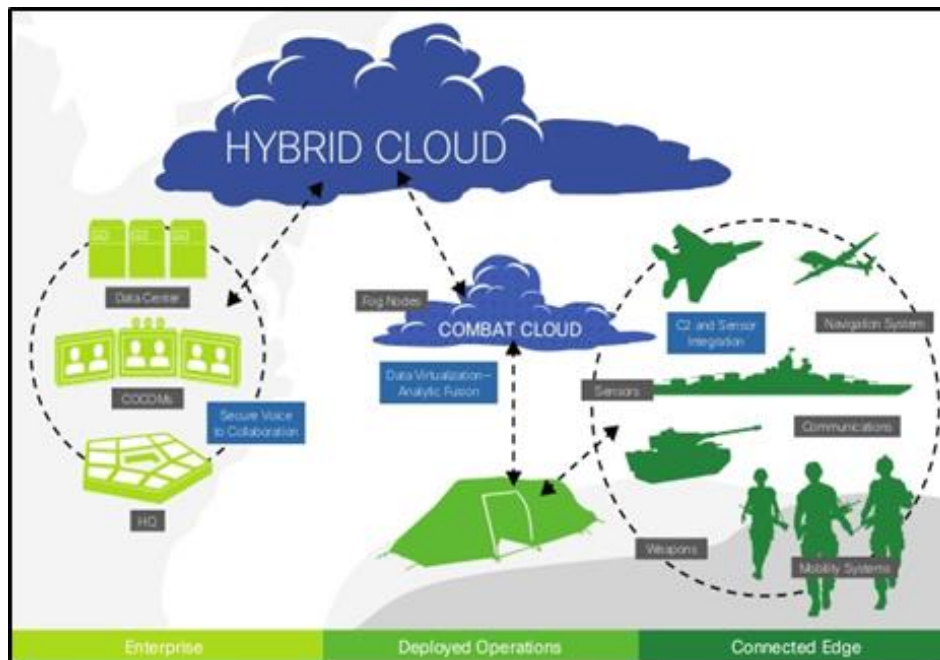 HYBRID CLOUD
Data Center
COCOMs
Secure Voice
to Collaboration
HQ
Fog Nodes
COMBAT CLOUD
Data Virtualization–
Analytic Fusion
C2 and Sensor
Integration
Navigation System
Sensors
Communications
Weapons
Mobility Systems
Enterprise
Deployed Operations
Connected Edge